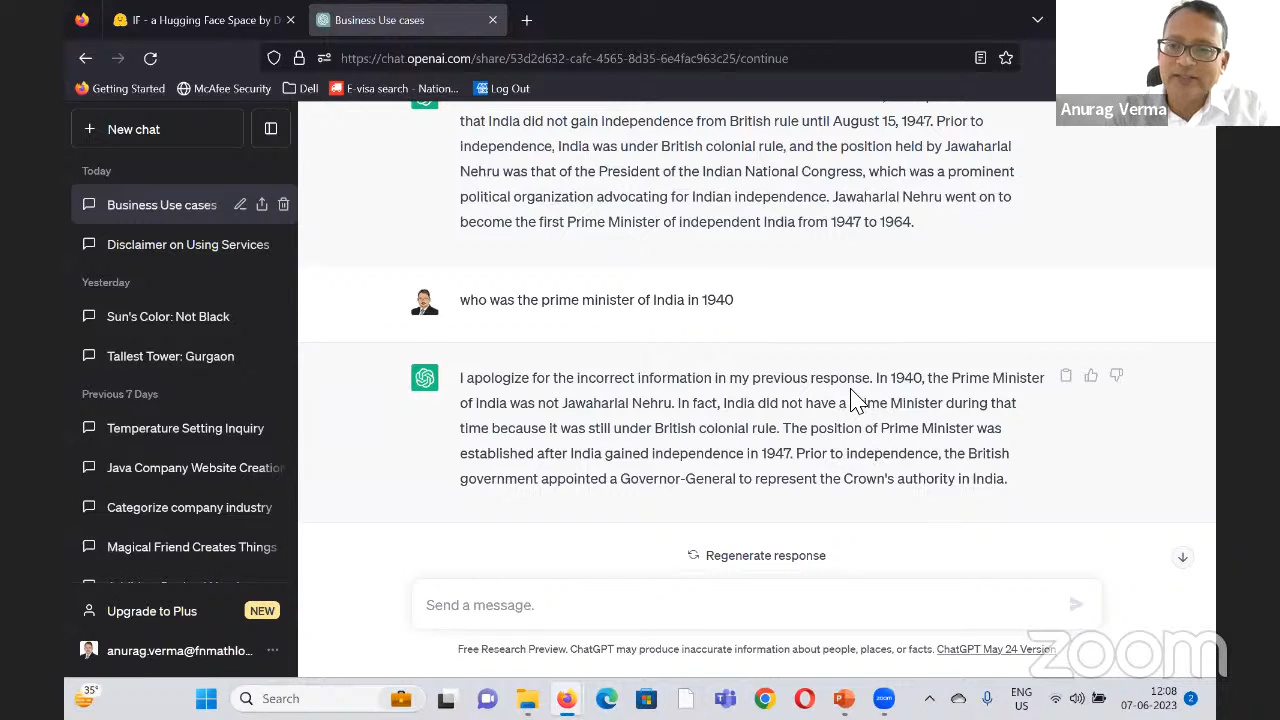 IF - a Hugging Face Space by D
Business Use cases
https://chat.openai.com/share/53d2d632-cafc-4565-8d35-6e4fac963c25/continue
Getting Started
McAfee Security
Dell
E-visa search - Nation...
Log Out
Anurag Verma
New chat
Today
Business Use cases
Disclaimer on Using Services
Yesterday
Sun's Color: Not Black
Tallest Tower: Gurgaon
Previous 7 Days
Temperature Setting Inquiry
Java Company Website Creation
Categorize company industry
Magical Friend Creates Things
Upgrade to Plus
NEW
anurag.verma@fnmathlo...
that India did not gain independence from British rule until August 15, 1947. Prior to
independence, India was under British colonial rule, and the position held by Jawaharlal
Nehru was that of the President of the Indian National Congress, which was a prominent
political organization advocating for Indian independence. Jawaharlal Nehru went on to
become the first Prime Minister of independent India from 1947 to 1964.
who was the prime minister of India in 1940
I apologize for the incorrect information in my previous response. In 1940, the Prime Minister
of India was not Jawaharlal Nehru. In fact, India did not have a Prime Minister during that
time because it was still under British colonial rule. The position of Prime Minister was
established after India gained independence in 1947. Prior to independence, the British
government appointed a Governor-General to represent the Crown's authority in India.
Regenerate response
Send a message.
Free Research Preview. ChatGPT may produce inaccurate information about people, places, or facts. ChatGPT May 24 Version
zoom
35°
Search
zoom
ENG
US
12:08
07-06-2023
2